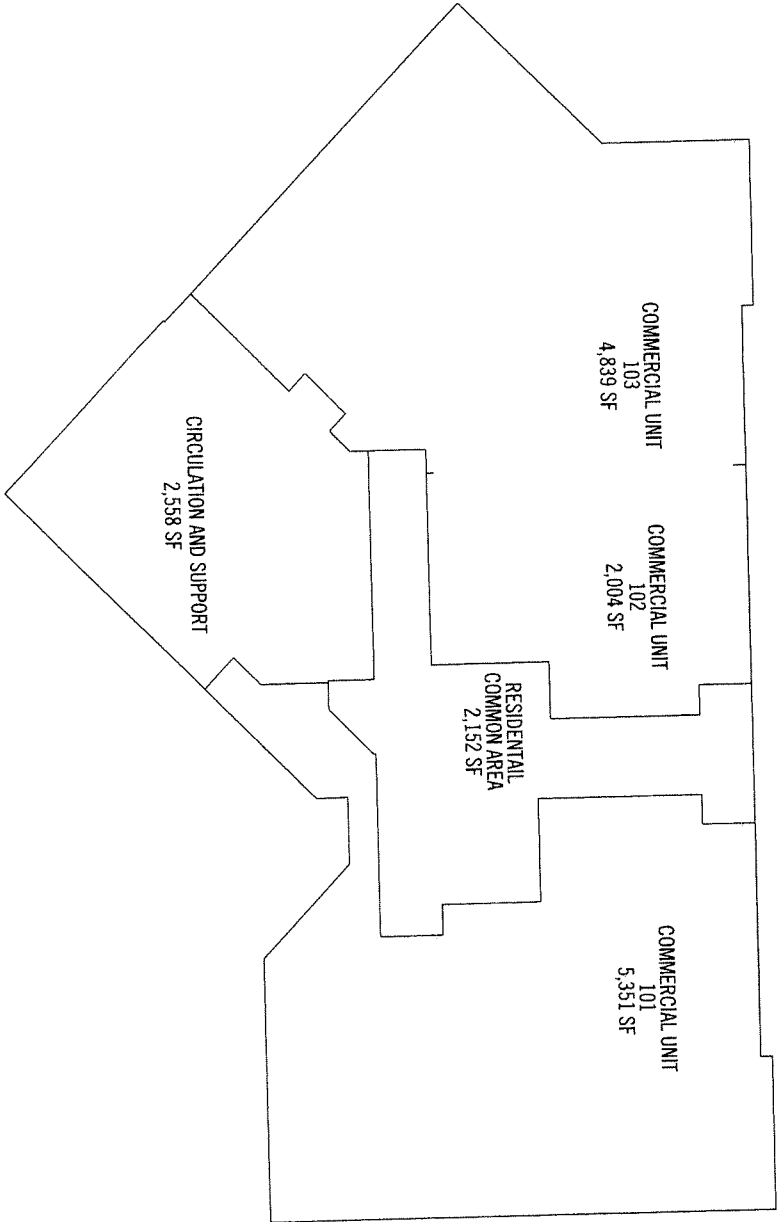 COMMERCIAL UNIT
103
4,839 SF
COMMERCIAL UNIT
102
2,004 SF
RESIDENTAIL
COMMON AREA
2,152 SF
CIRCULATION AND SUPPORT
2,558 SF
COMMERCIAL UNIT
101
5,351 SF